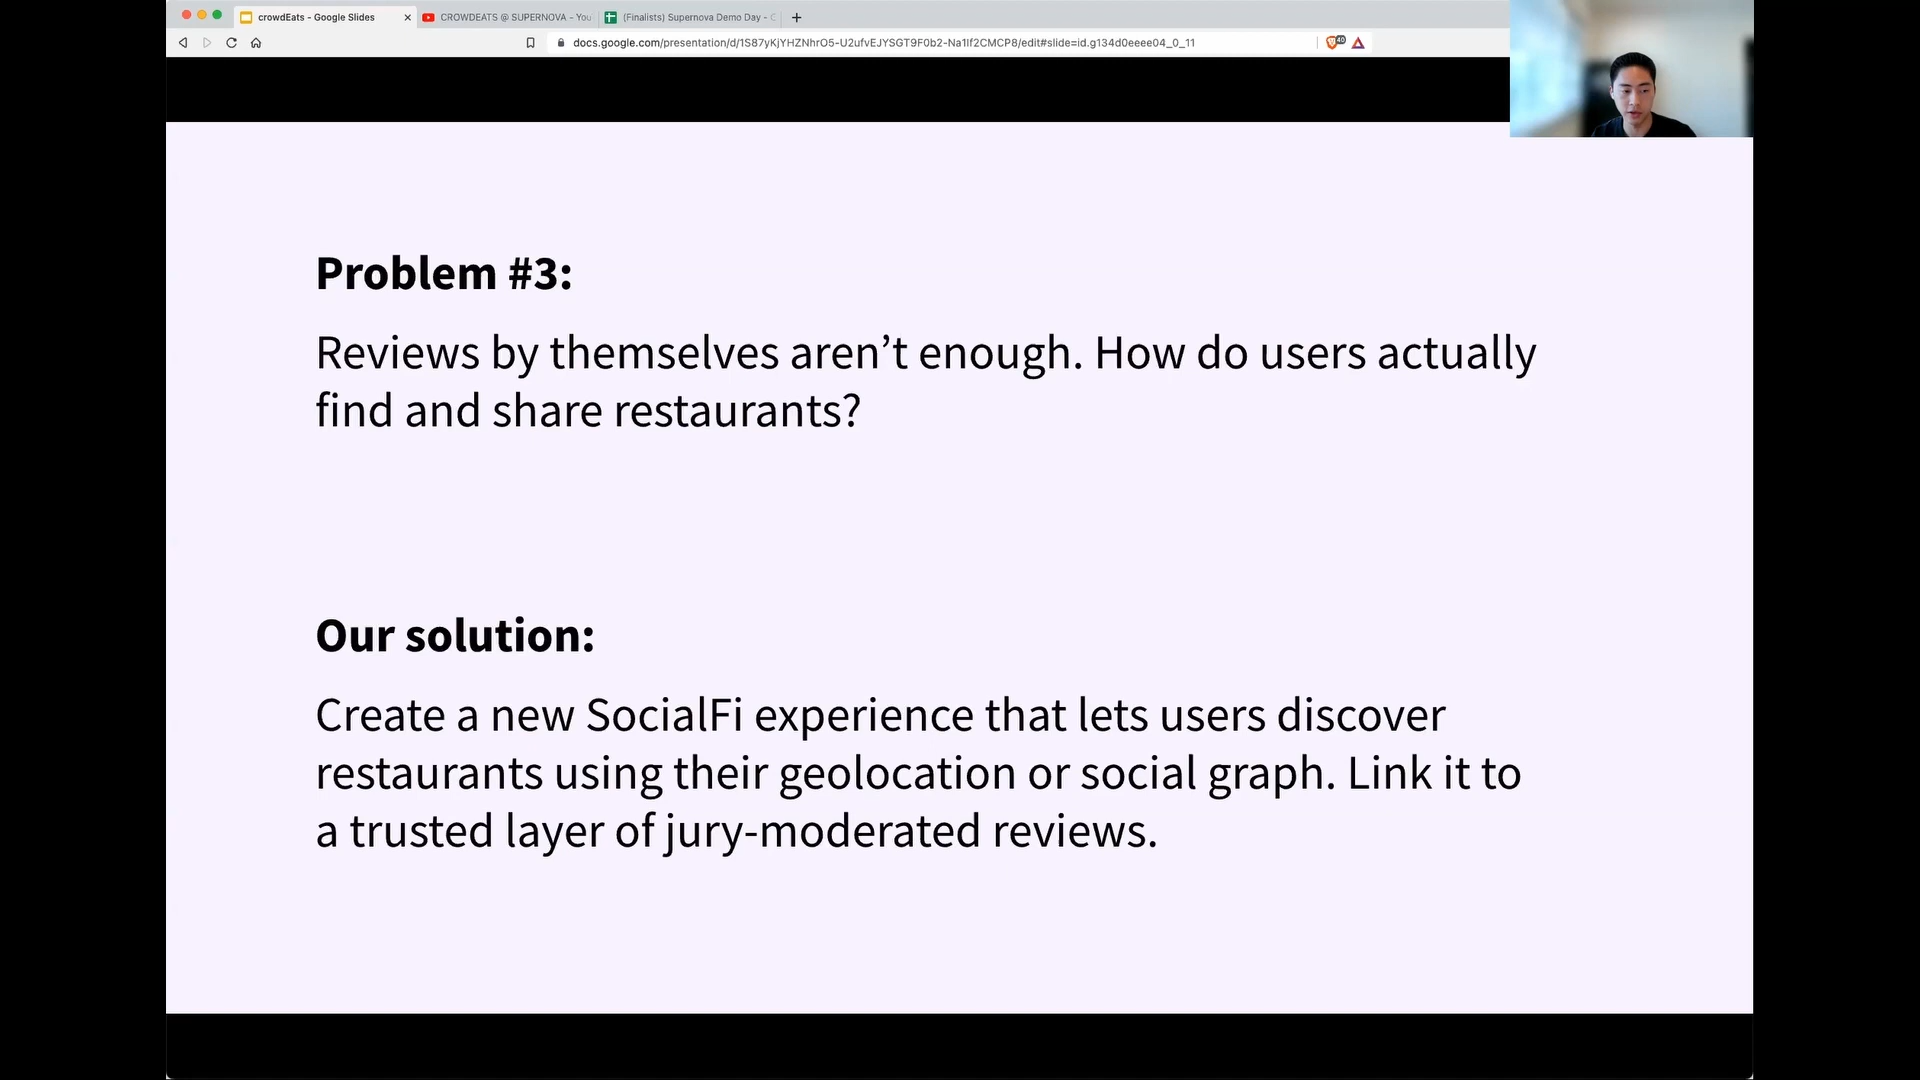 crowdEats - Google Slides
CROWDEATS @ SUPERNOVA - You
(Finalists) Supernova Demo Day -
docs.google.com/presentation/d/1S87yKjYHZNhrO5-U2ufvEJYSGT9F0b2-Na1lf2CMCP8/edit#slide=id.g134d0eeee04_0_11
Problem #3:
Reviews by themselves aren’t enough. How do users actually
find and share restaurants?
Our solution:
Create a new SocialFi experience that lets users discover
restaurants using their geolocation or social graph. Link it to
a trusted layer of jury-moderated reviews.